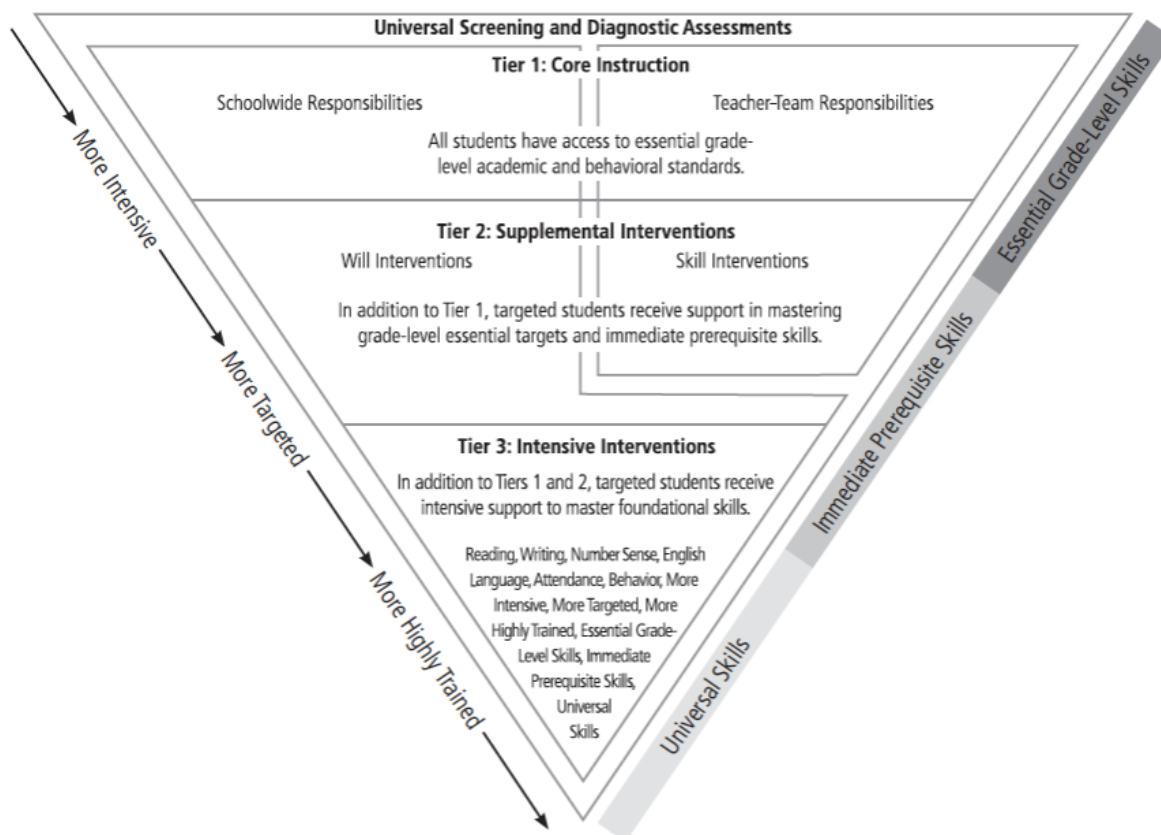 Universal Screening and Diagnostic Assessments
Tier 1: Core Instruction
Schoolwide Responsibilities
Teacher-Team Responsibilities
All students have access to essential grade-
level academic and behavioral standards.
Tier 2: Supplemental Interventions
Will Interventions
Skill Interventions
In addition to Tier 1, targeted students receive support in mastering
grade-level essential targets and immediate prerequisite skills.
Tier 3: Intensive Interventions
In addition to Tiers 1 and 2, targeted students receive
intensive support to master foundational skills.
Reading, Writing, Number Sense, English
Language, Attendance, Behavior, More
Intensive, More Targeted, More
Highly Trained, Essential Grade-
Level Skills, Immediate
Prerequisite Skills,
Universal
Skills
More Intensive
More Targeted
More Highly Trained
Essential Grade-Level Skills
Immediate Prerequisite Skills
Universal Skills